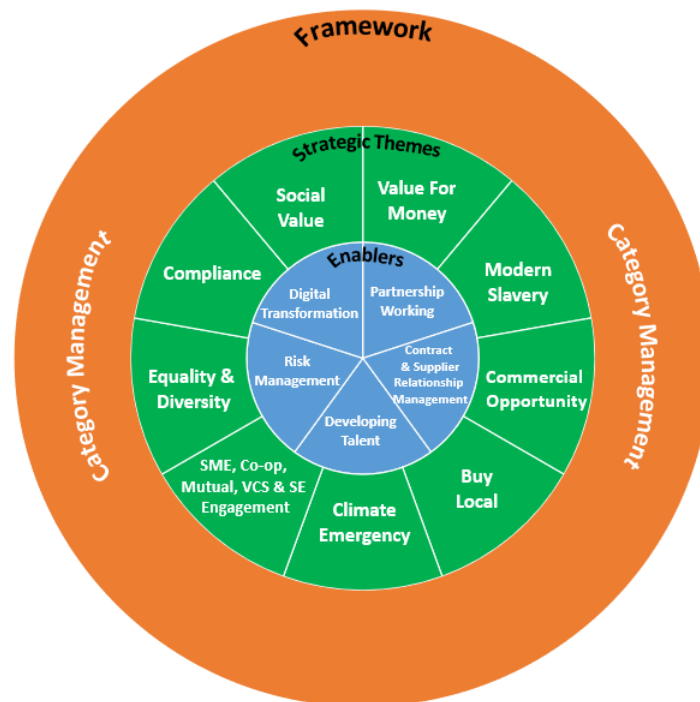 Framework
Category Management
Category Management
Strategic Themes
Social
Value
Value For
Money
Modern
Slavery
Commercial
Opportunity
Buy
Local
Climate
Emergency
SME, Co-op,
Mutual, VCS & SE
Engagement
Equality &
Diversity
Compliance
Enablers
Digital
Transformation
Partnership
Working
Contract
& Supplier
Relationship
Management
Developing
Talent
Risk
Management